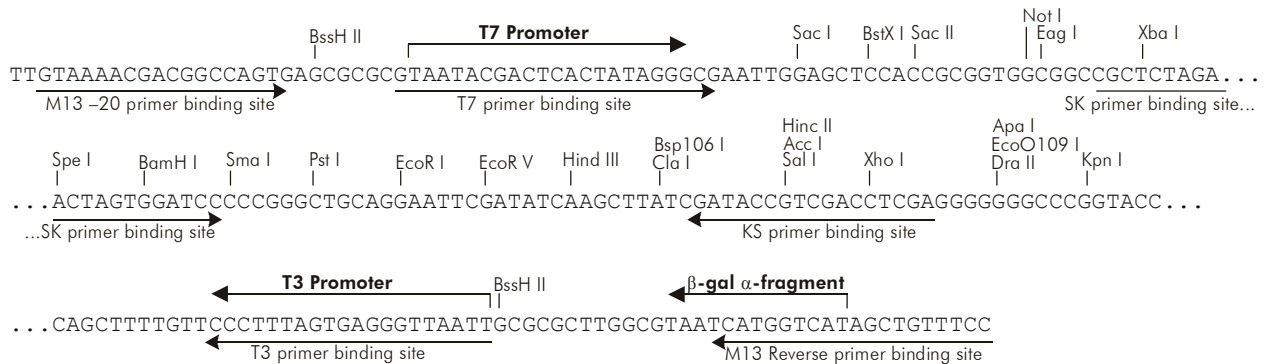 Not I
BssH II T7 Promoter Sac I BstX I Sac II Eag I Xba I
TTGTAAAACGACGGCCAGTGAGCGCGCGTAATACGACTCACTATAGGGCGAATTGGAGCTCCACCGCGGTGGCGGCCGCTCTAGA...
M13 –20 primer binding site T7 primer binding site SK primer binding site...
Hinc II Apa I
Bsp106 I Acc I EcoO109 I
Spe I BamH I Sma I Pst I EcoR I EcoR V Hind III Cla I Sal I Xho I Dra II Kpn I
...ACTAGTGGATCCCCCGGGCTGCAGGAATTCGATATCAAGCTTATCGATACCGTCGACCTCGAGGGGGGGCCCGGTACC...
...SK primer binding site KS primer binding site
T3 Promoter BssH II β-gal α-fragment
...CAGCTTTTGTTCCCTTTAGTGAGGGTTAATTGCGCGCTTGGCGTAATCATGGTCATAGCTGTTTCC
T3 primer binding site M13 Reverse primer binding site